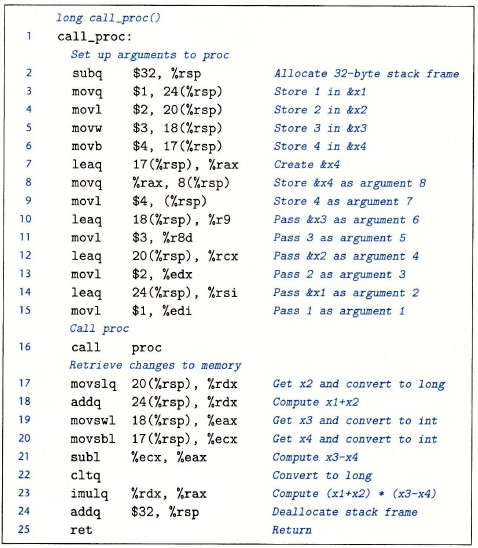 long call_proc()
1 call_proc:
Set up arguments to proc
2 subq $32, %rsp Allocate 32-byte stack frame
3 movq $1, 24(%rsp) Store 1 in &x1
4 movl $2, 20(%rsp) Store 2 in &x2
5 movw $3, 18(%rsp) Store 3 in &x3
6 movb $4, 17(%rsp) Store 4 in &x4
7 leaq 17(%rsp), %rax Create &x4
8 movq %rax, 8(%rsp) Store &x4 as argument 8
9 movl $4, (%rsp) Store 4 as argument 7
10 leaq 18(%rsp), %r9 Pass &x3 as argument 6
11 movl $3, %r8d Pass 3 as argument 5
12 leaq 20(%rsp), %rcx Pass &x2 as argument 4
13 movl $2, %edx Pass 2 as argument 3
14 leaq 24(%rsp), %rsi Pass &x1 as argument 2
15 movl $1, %edi Pass 1 as argument 1
Call proc
16 call proc
Retrieve changes to memory
17 movslq 20(%rsp), %rdx Get x2 and convert to long
18 addq 24(%rsp), %rdx Compute x1+x2
19 movswl 18(%rsp), %eax Get x3 and convert to int
20 movsbl 17(%rsp), %ecx Get x4 and convert to int
21 subl %ecx, %eax Compute x3-x4
22 cltq Convert to long
23 imulq %rdx, %rax Compute (x1+x2) * (x3-x4)
24 addq $32, %rsp Deallocate stack frame
25 ret Return